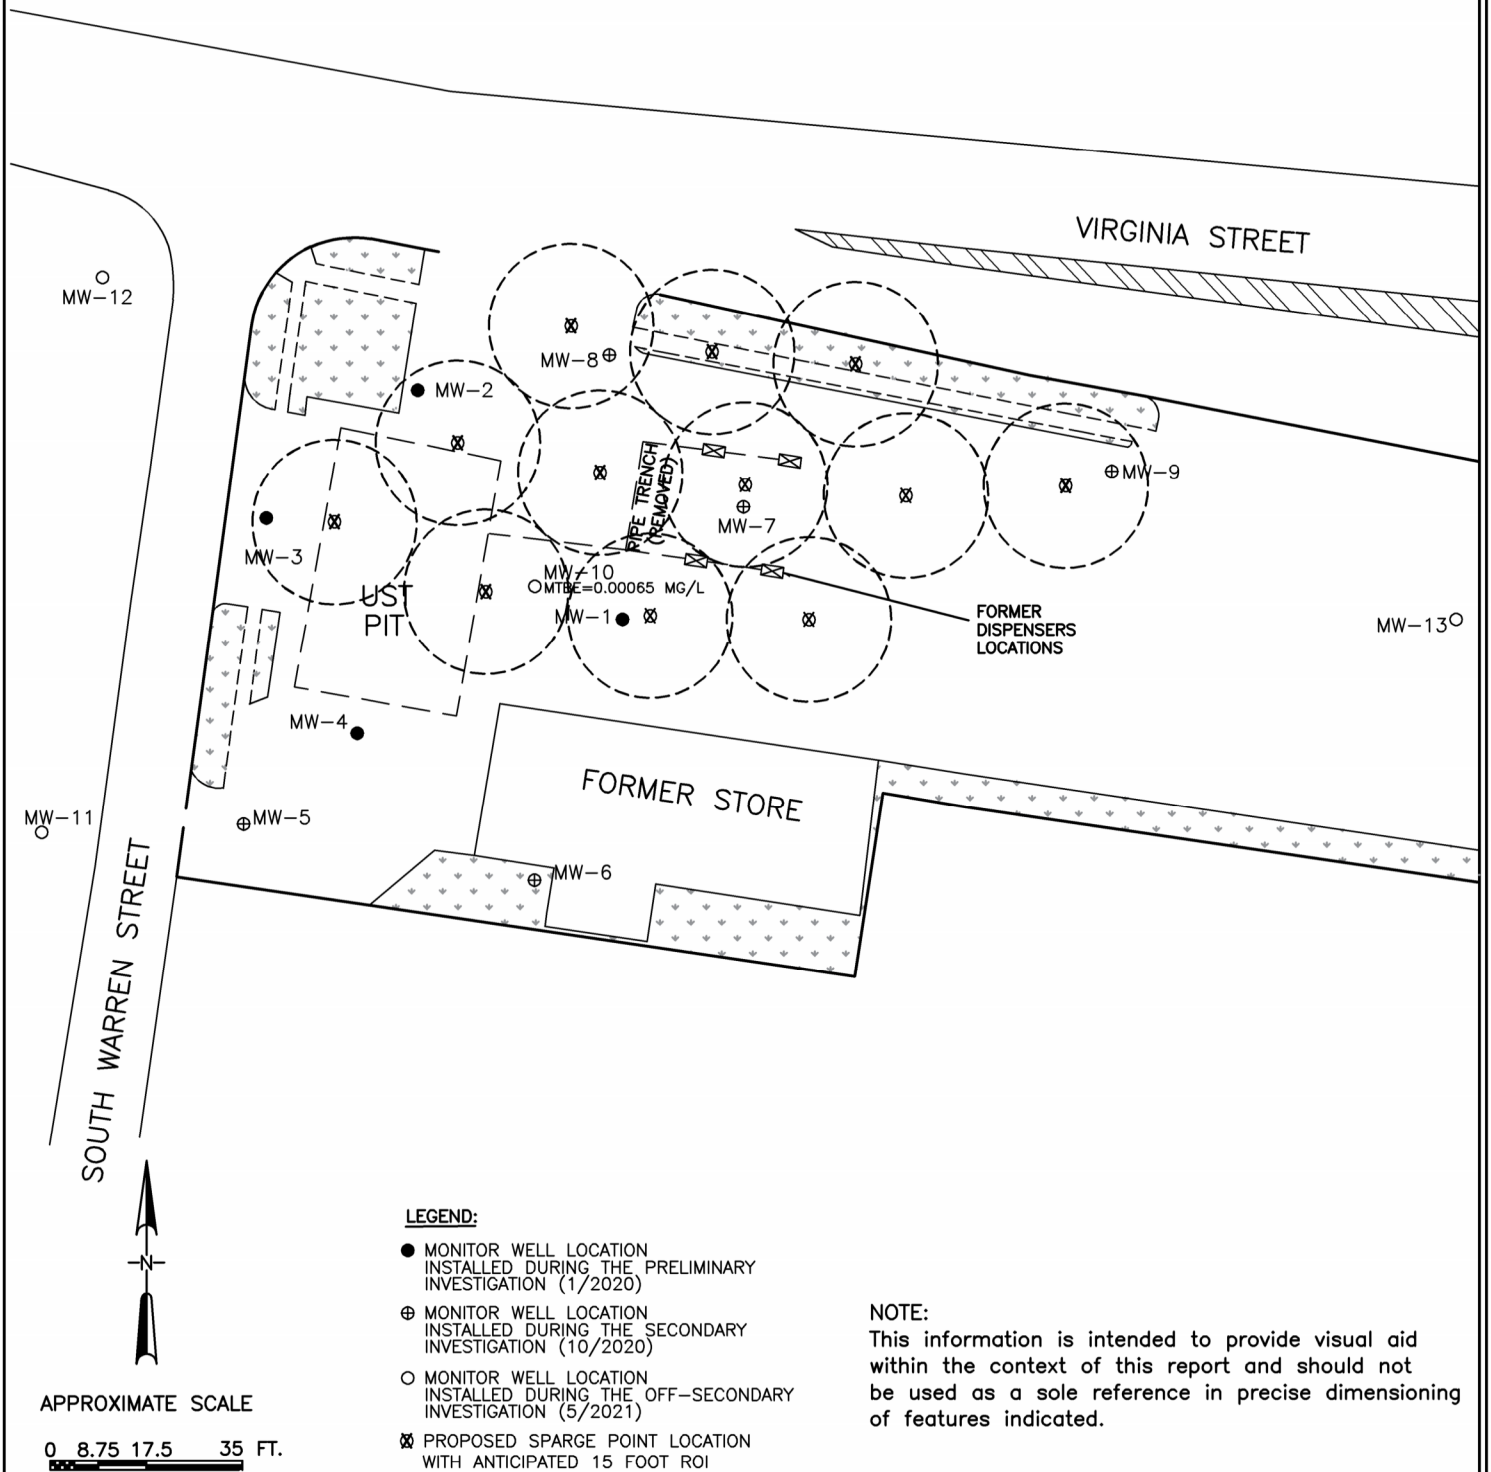 VIRGINIA STREET
MW-12
MW-8
MW-2
MW-9
PIPE TRENCH
(REMOVED)
MW-7
MW-3
MW-10
MTBE=0.00065 MG/L
UST
PIT
MW-1
FORMER
DISPENSERS
LOCATIONS
MW-13
MW-4
FORMER STORE
MW-11
MW-5
MW-6
SOUTH WARREN STREET
N
APPROXIMATE SCALE
0 8.75 17.5 35 FT.
LEGEND:
MONITOR WELL LOCATION
INSTALLED DURING THE PRELIMINARY
INVESTIGATION (1/2020)
MONITOR WELL LOCATION
INSTALLED DURING THE SECONDARY
INVESTIGATION (10/2020)
MONITOR WELL LOCATION
INSTALLED DURING THE OFF-SECONDARY
INVESTIGATION (5/2021)
PROPOSED SPARGE POINT LOCATION
WITH ANTICIPATED 15 FOOT ROI
NOTE:
This information is intended to provide visual aid
within the context of this report and should not
be used as a sole reference in precise dimensioning
of features indicated.